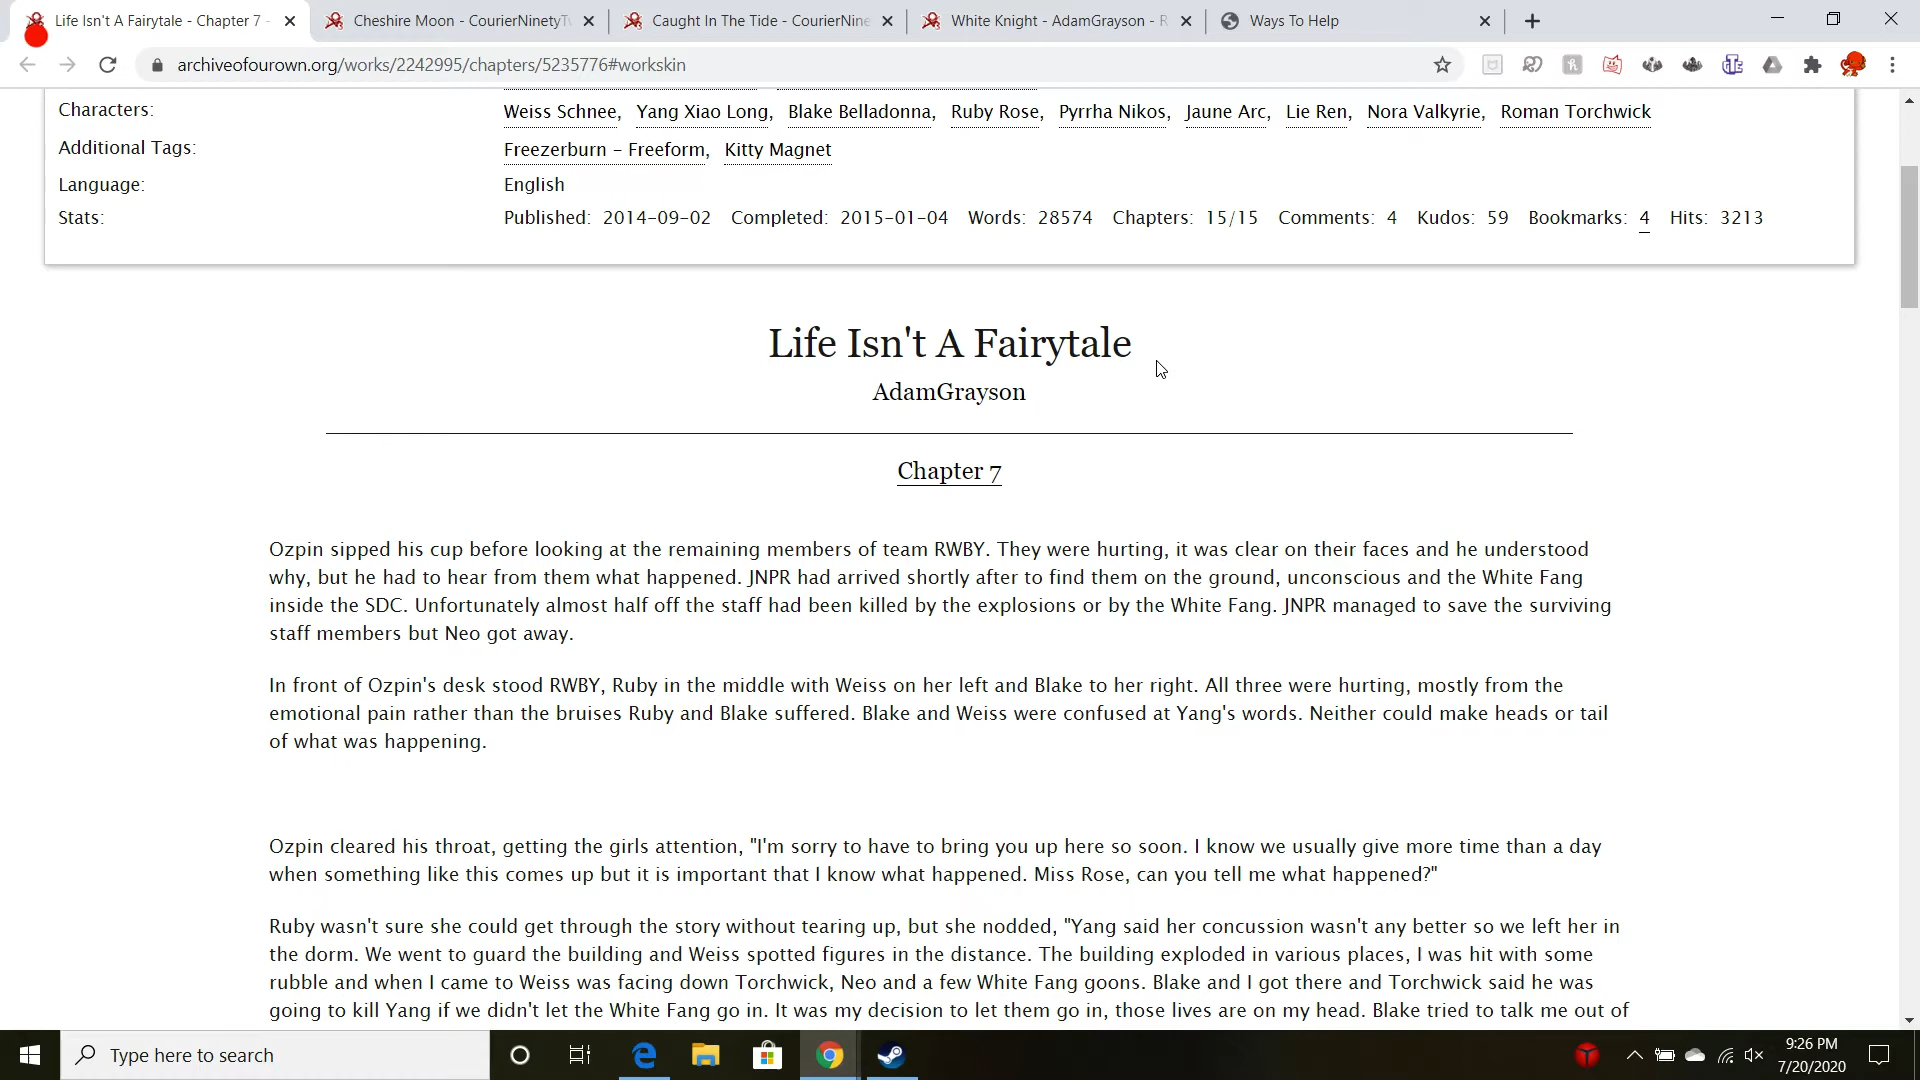 Life Isn't A Fairytale - Chapter 7 -
Cheshire Moon - CourierNinetyTw
Caught In The Tide - CourierNine
White Knight - AdamGrayson - R
Ways To Help
archiveofourown.org/works/2242995/chapters/5235776#workskin
Characters: Weiss Schnee, Yang Xiao Long, Blake Belladonna, Ruby Rose, Pyrrha Nikos, Jaune Arc, Lie Ren, Nora Valkyrie, Roman Torchwick
Additional Tags: Freezerburn - Freeform, Kitty Magnet
Language: English
Stats: Published: 2014-09-02 Completed: 2015-01-04 Words: 28574 Chapters: 15/15 Comments: 4 Kudos: 59 Bookmarks: 4 Hits: 3213
Life Isn't A Fairytale
AdamGrayson
Chapter 7
Ozpin sipped his cup before looking at the remaining members of team RWBY. They were hurting, it was clear on their faces and he understood
why, but he had to hear from them what happened. JNPR had arrived shortly after to find them on the ground, unconscious and the White Fang
inside the SDC. Unfortunately almost half off the staff had been killed by the explosions or by the White Fang. JNPR managed to save the surviving
staff members but Neo got away.
In front of Ozpin's desk stood RWBY, Ruby in the middle with Weiss on her left and Blake to her right. All three were hurting, mostly from the
emotional pain rather than the bruises Ruby and Blake suffered. Blake and Weiss were confused at Yang's words. Neither could make heads or tail
of what was happening.
Ozpin cleared his throat, getting the girls attention, "I'm sorry to have to bring you up here so soon. I know we usually give more time than a day
when something like this comes up but it is important that I know what happened. Miss Rose, can you tell me what happened?"
Ruby wasn't sure she could get through the story without tearing up, but she nodded, "Yang said her concussion wasn't any better so we left her in
the dorm. We went to guard the building and Weiss spotted figures in the distance. The building exploded in various places, I was hit with some
rubble and when I came to Weiss was facing down Torchwick, Neo and a few White Fang goons. Blake and I got there and Torchwick said he was
going to kill Yang if we didn't let the White Fang go in. It was my decision to let them go in, those lives are on my head. Blake tried to talk me out of
Type here to search
9:26 PM
7/20/2020